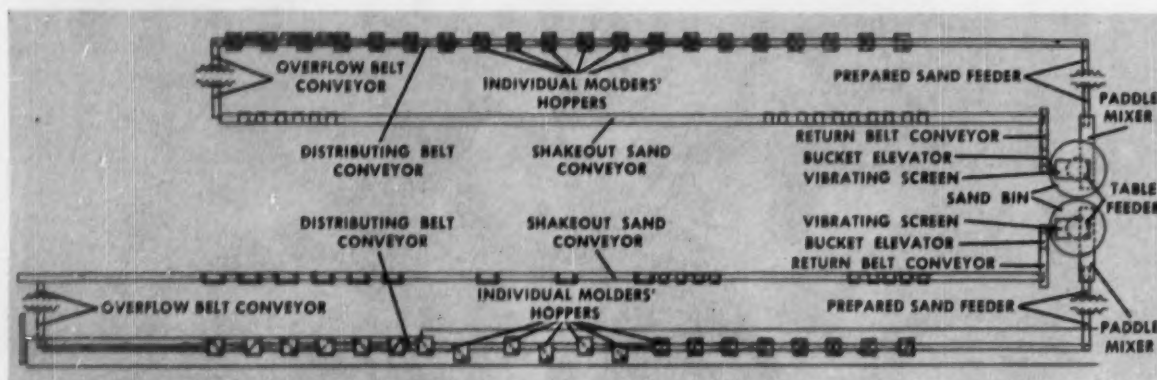 OVERFLOW BELT
CONVEYOR
INDIVIDUAL MOLDERS'
HOPPERS
PREPARED SAND FEEDER
PADDLE
MIXER
DISTRIBUTING BELT
CONVEYOR
SHAKEOUT SAND
CONVEYOR
RETURN BELT CONVEYOR
BUCKET ELEVATOR
VIBRATING SCREEN
SAND BIN
TABLE
FEEDER
DISTRIBUTING BELT
CONVEYOR
SHAKEOUT SAND
CONVEYOR
VIBRATING SCREEN
BUCKET ELEVATOR
RETURN BELT CONVEYOR
OVERFLOW BELT CONVEYOR
INDIVIDUAL MOLDERS'
HOPPERS
PREPARED SAND FEEDER
PADDLE
MIXER